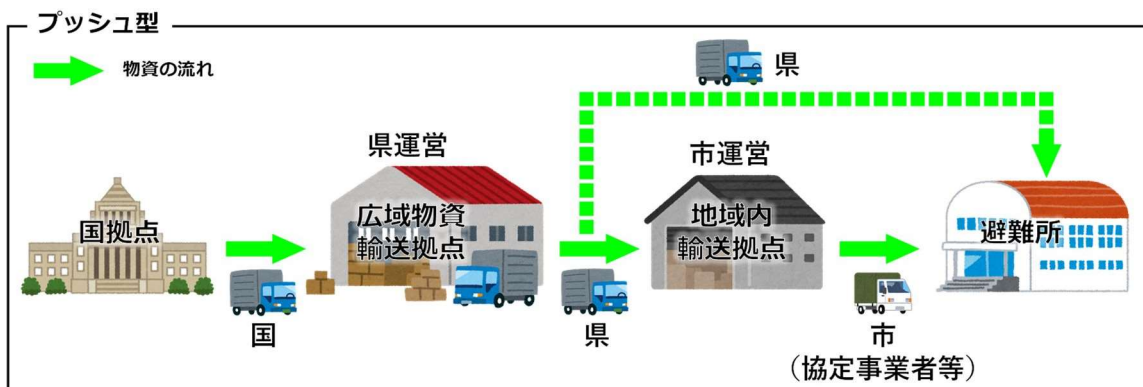 プッシュ型
物資の流れ
県
県運営
市運営
国拠点
広域物資
輸送拠点
地域内
輸送拠点
避難所
国
県
市
（協定事業者等）